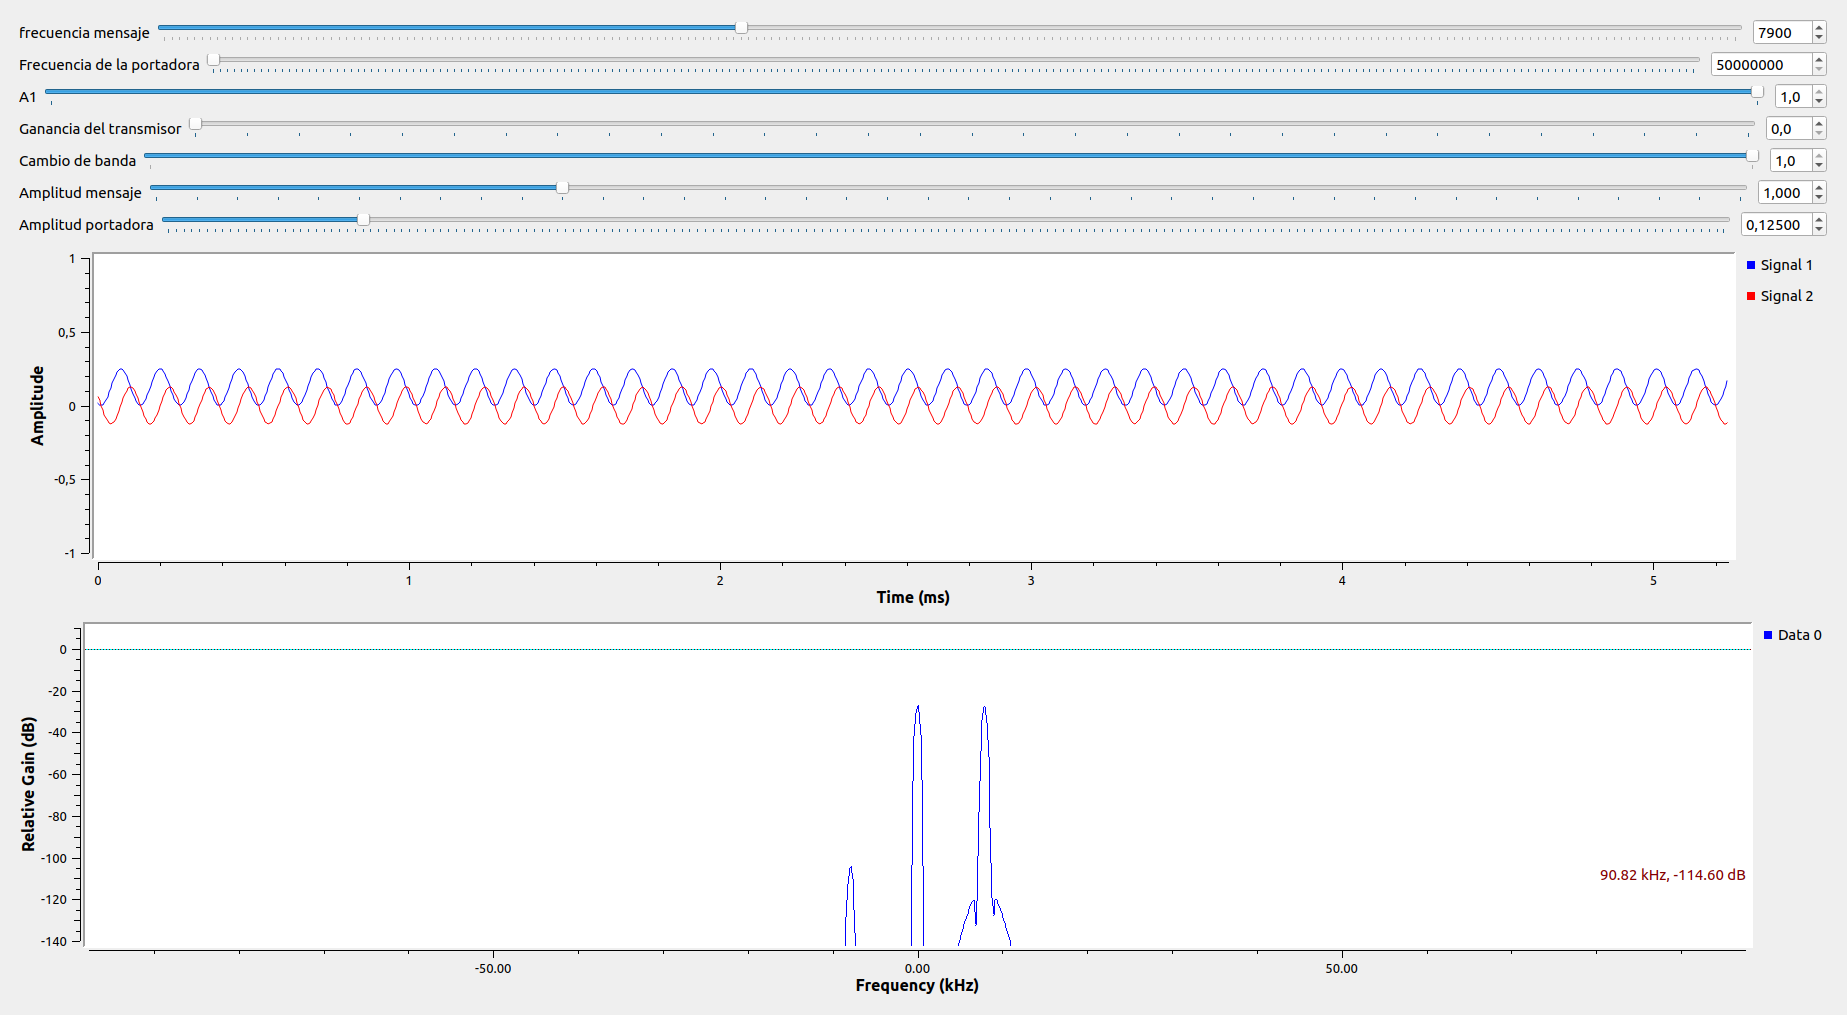 frecuencia mensaje 7900
Frecuencia de la portadora 50000000
A1 1,0
Ganancia del transmisor 0,0
Cambio de banda 1,0
Amplitud mensaje 1,000
Amplitud portadora 0,12500
1
0,5
0
-0,5
-1
Amplitude
Signal 1
Signal 2
0 1 2 3 4 5
Time (ms)
0
-20
-40
-60
-80
-100
-120
-140
Relative Gain (dB)
Data 0
90.82 kHz, -114.60 dB
-50.00 0.00 50.00
Frequency (kHz)